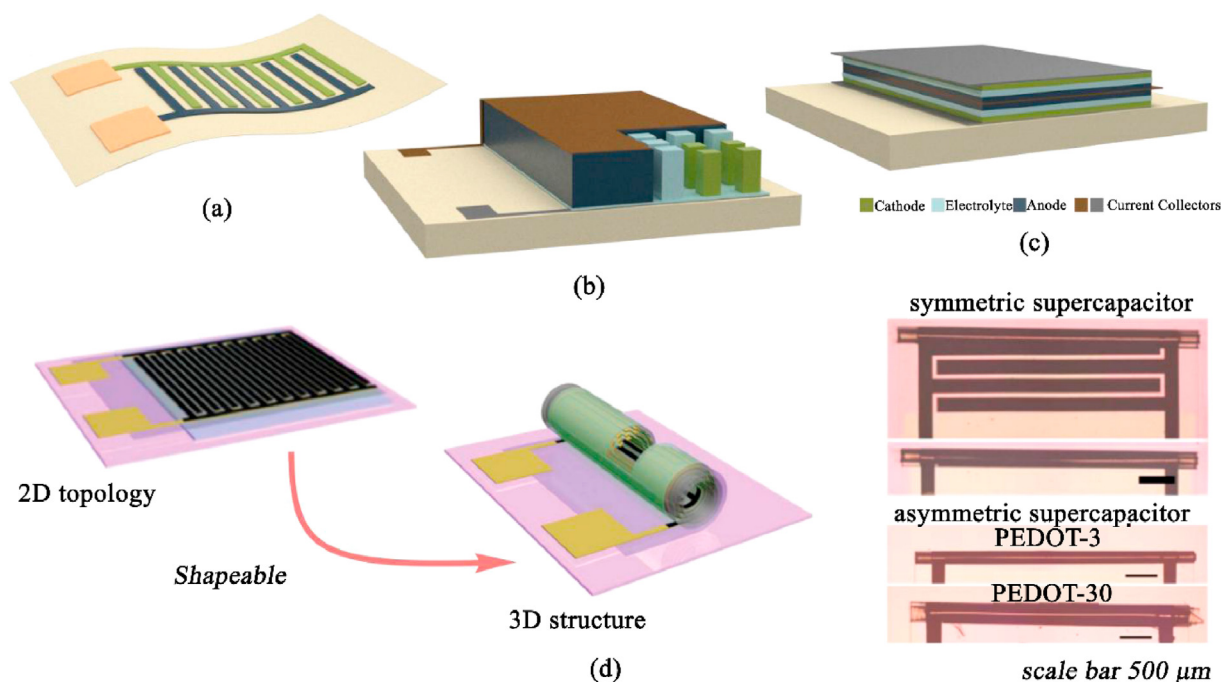 (a)
(b)
Cathode Electrolyte Anode Current Collectors
(c)
2D topology
Shapeable
3D structure
symmetric supercapacitor
asymmetric supercapacitor
PEDOT-3
PEDOT-30
(d)
scale bar 500 μm